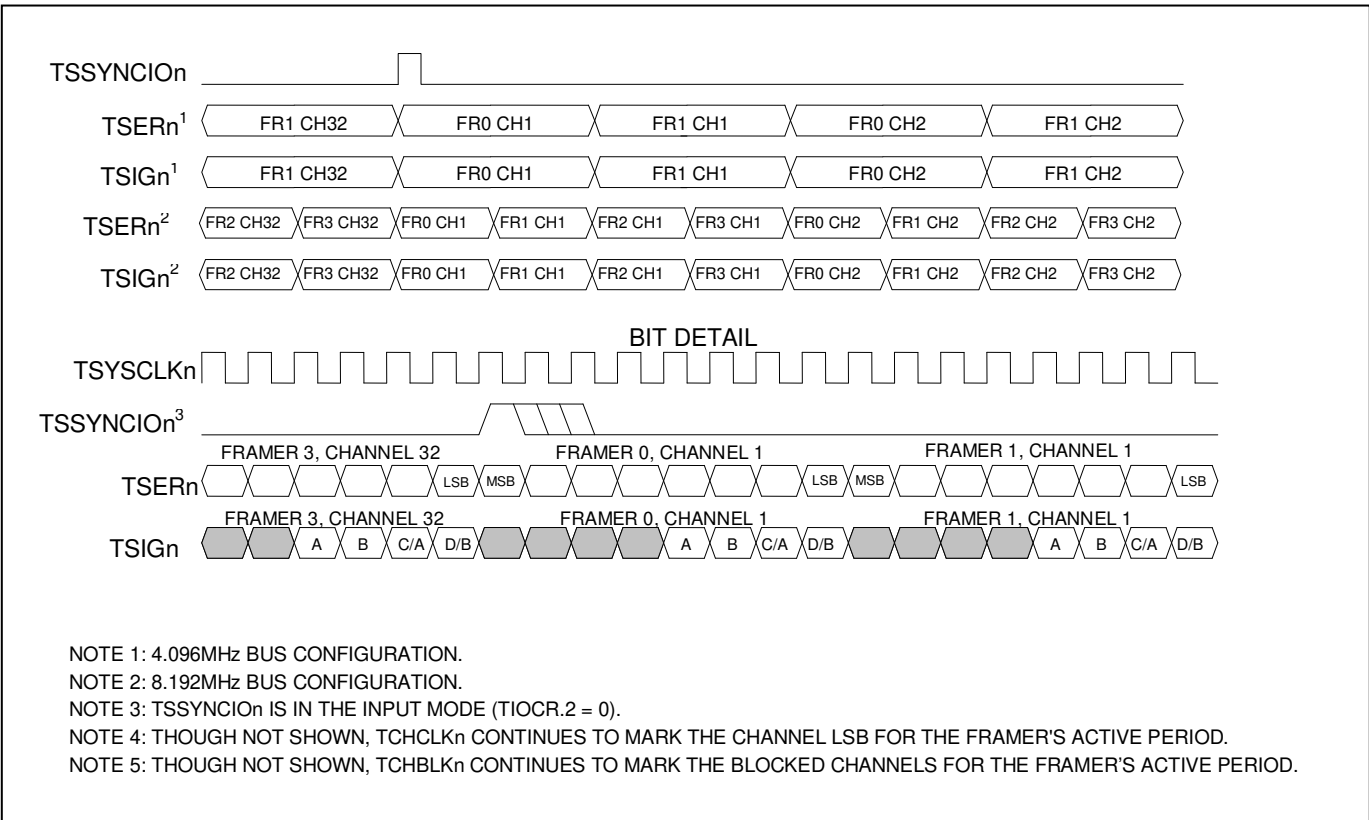 TSSYNCIOn
TSERn1 FR1 CH32 FR0 CH1 FR1 CH1 FR0 CH2 FR1 CH2
TSIGn1 FR1 CH32 FR0 CH1 FR1 CH1 FR0 CH2 FR1 CH2
TSERn2 FR2 CH32 FR3 CH32 FR0 CH1 FR1 CH1 FR2 CH1 FR3 CH1 FR0 CH2 FR1 CH2 FR2 CH2 FR3 CH2
TSIGn2 FR2 CH32 FR3 CH32 FR0 CH1 FR1 CH1 FR2 CH1 FR3 CH1 FR0 CH2 FR1 CH2 FR2 CH2 FR3 CH2
BIT DETAIL
TSYSCLKn
TSSYNCIOn3
FRAMER 3, CHANNEL 32 FRAMER 0, CHANNEL 1 FRAMER 1, CHANNEL 1
TSERn LSB MSB LSB MSB LSB
FRAMER 3, CHANNEL 32 FRAMER 0, CHANNEL 1 FRAMER 1, CHANNEL 1
TSIGn A B C/A D/B A B C/A D/B A B C/A D/B
NOTE 1: 4.096MHz BUS CONFIGURATION.
NOTE 2: 8.192MHz BUS CONFIGURATION.
NOTE 3: TSSYNCIOn IS IN THE INPUT MODE (TIOCR.2 = 0).
NOTE 4: THOUGH NOT SHOWN, TCHCLKn CONTINUES TO MARK THE CHANNEL LSB FOR THE FRAMER'S ACTIVE PERIOD.
NOTE 5: THOUGH NOT SHOWN, TCHBLKn CONTINUES TO MARK THE BLOCKED CHANNELS FOR THE FRAMER'S ACTIVE PERIOD.